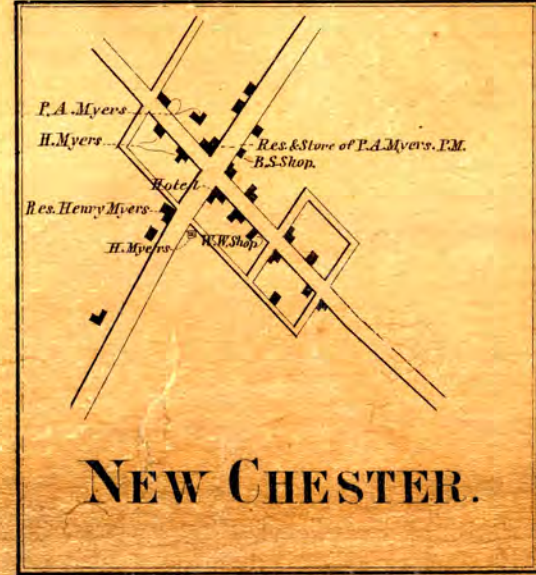 P.A.Myers
H.Myers
Res.&Store of P.A.Myers.P.M.
B.S.Shop.
Hotel
Res.Henry Myers
H.Myers
W.W.Shop
NEW CHESTER.